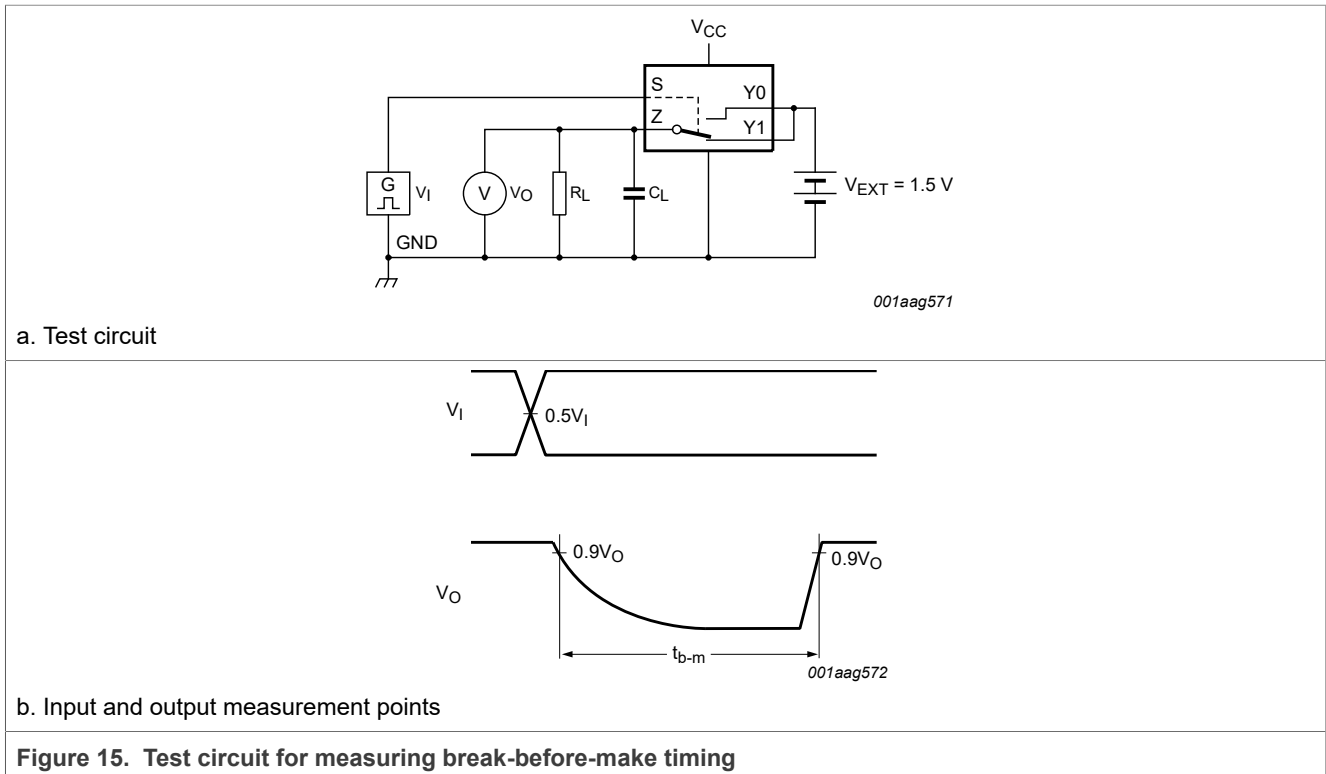 VCC
S
Z
Y0
Y1
G
VI
V
VO
RL
CL
VEXT = 1.5 V
GND
001aag571
a. Test circuit
VI
0.5VI
0.9VO
0.9VO
VO
tb-m
001aag572
b. Input and output measurement points
Figure 15. Test circuit for measuring break-before-make timing